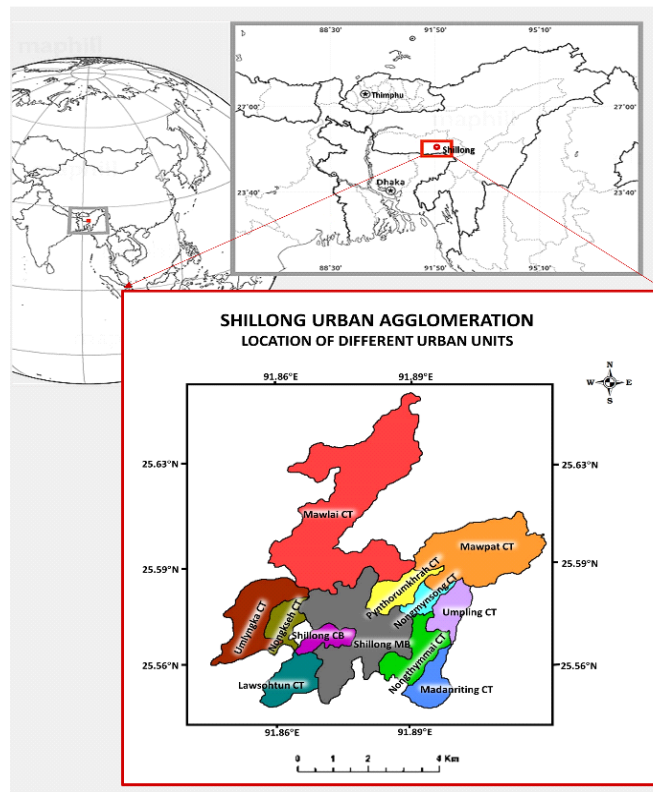 maphill
91°50'
95°10'
27°00'
Thimphu
27°00'
maphill
Shillong
23°40'
Dhaka
23°40'
88°30'
91°50'
95°10'
SHILLONG URBAN AGGLOMERATION
LOCATION OF DIFFERENT URBAN UNITS
N
W E
S
91.86°E
91.89°E
25.63°N
25.63°N
Mawlai CT
Mawpat CT
25.59°N
25.59°N
Pynthorumkhrah CT
Nongmynsong CT
Umpling CT
Umlyngka CT
Nongkseh CT
Shillong CB
Shillong MB
Nongthymmai CT
25.56°N
25.56°N
Lawsohtun CT
Madanriting CT
91.86°E
91.89°E
0 1 2 4 Km